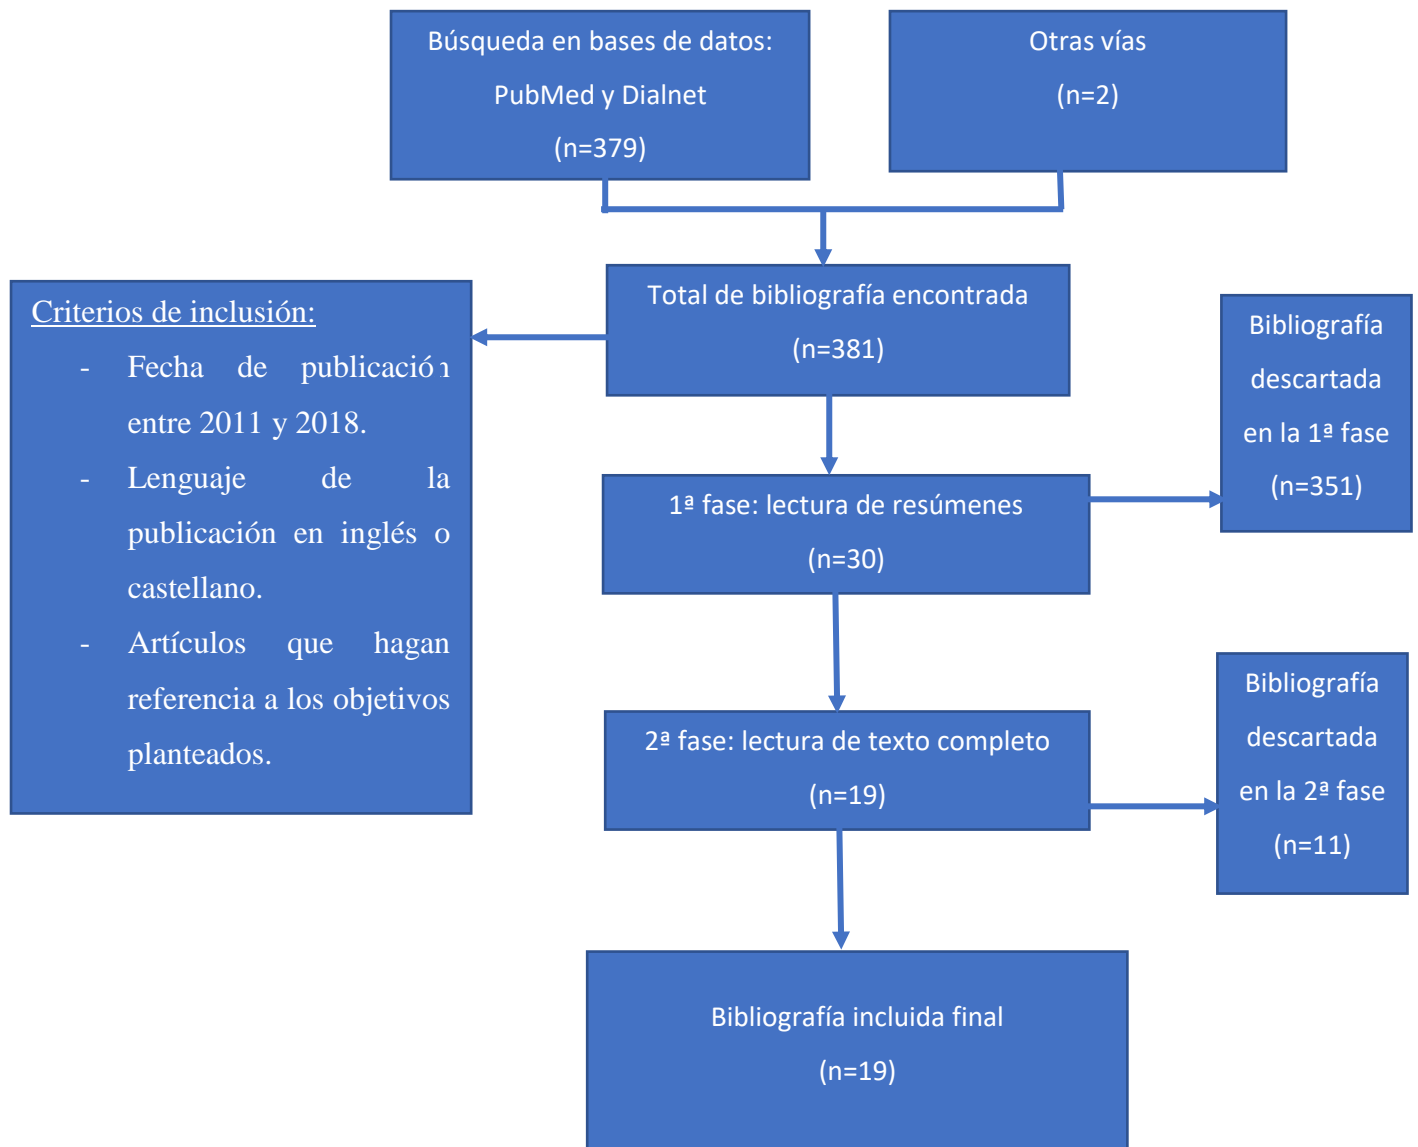 Búsqueda en bases de datos:
PubMed y Dialnet
(n=379)
Otras vías
(n=2)
Total de bibliografía encontrada
(n=381)
Criterios de inclusión:
- Fecha de publicación
entre 2011 y 2018.
- Lenguaje de la
publicación en inglés o
castellano.
- Artículos que hagan
referencia a los objetivos
planteados.
Bibliografía
descartada
en la 1ª fase
(n=351)
1ª fase: lectura de resúmenes
(n=30)
2ª fase: lectura de texto completo
(n=19)
Bibliografía
descartada
en la 2ª fase
(n=11)
Bibliografía incluida final
(n=19)